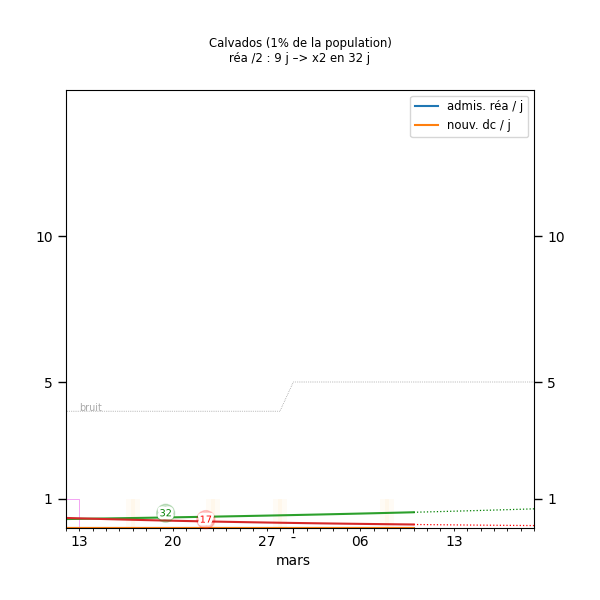 Calvados (1% de la population)
réa /2 : 9 j –> x2 en 32 j
admis. réa / j
nouv. dc / j
10 10
5 5
bruit
1 1
32
17
13 20 27 - 06 13
mars